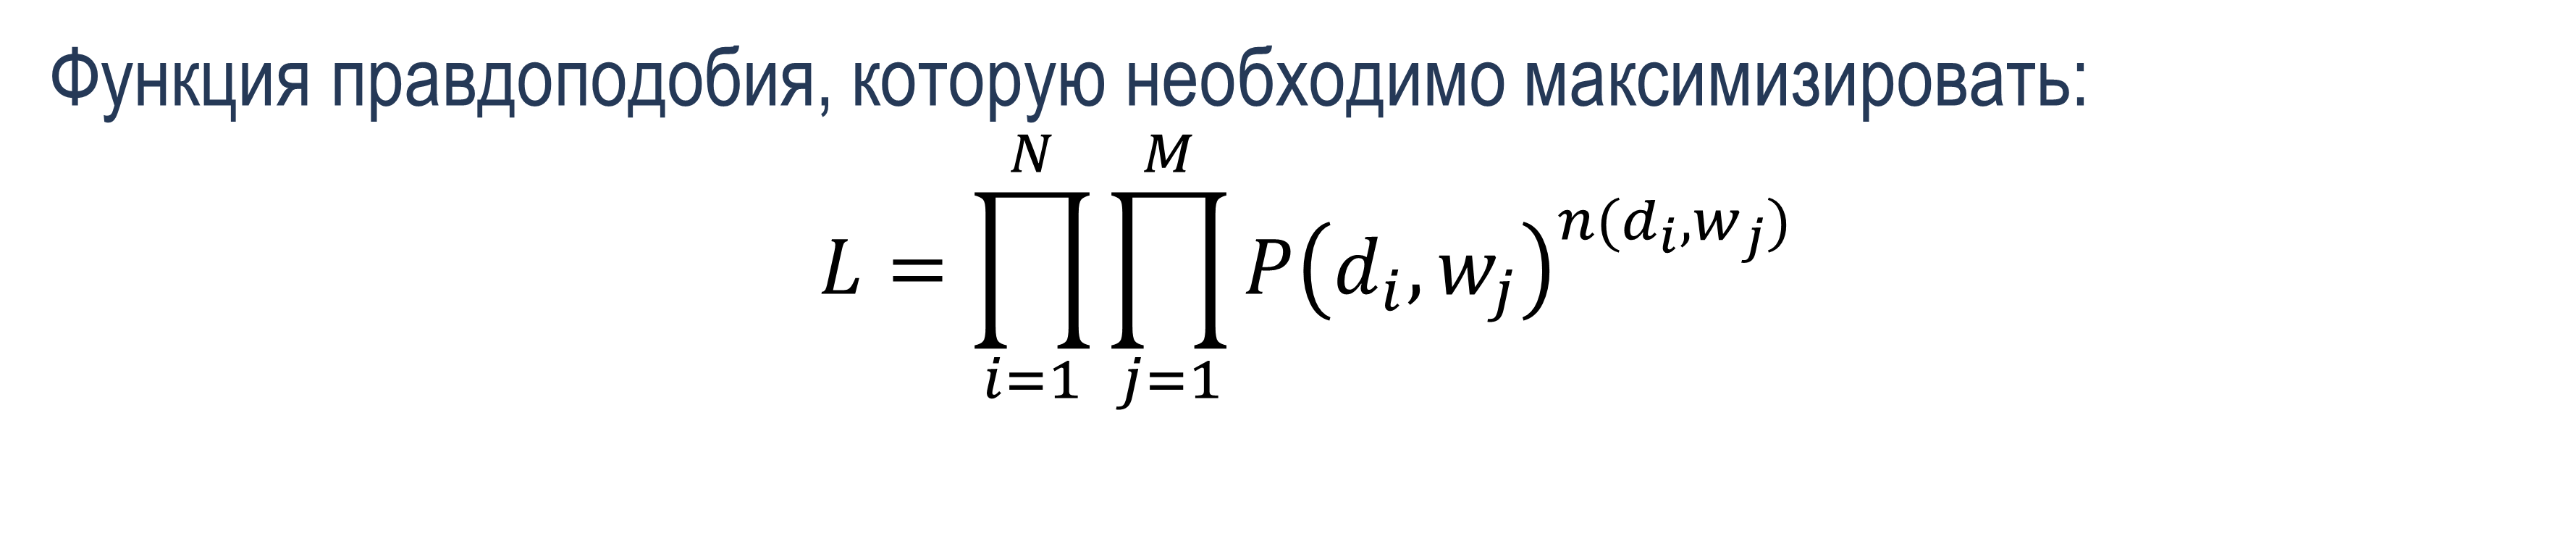 Функция правдоподобия, которую необходимо максимизировать:
L = ∏_{i=1}^{N} ∏_{j=1}^{M} P(d_i, w_j)^{n(d_i,w_j)}